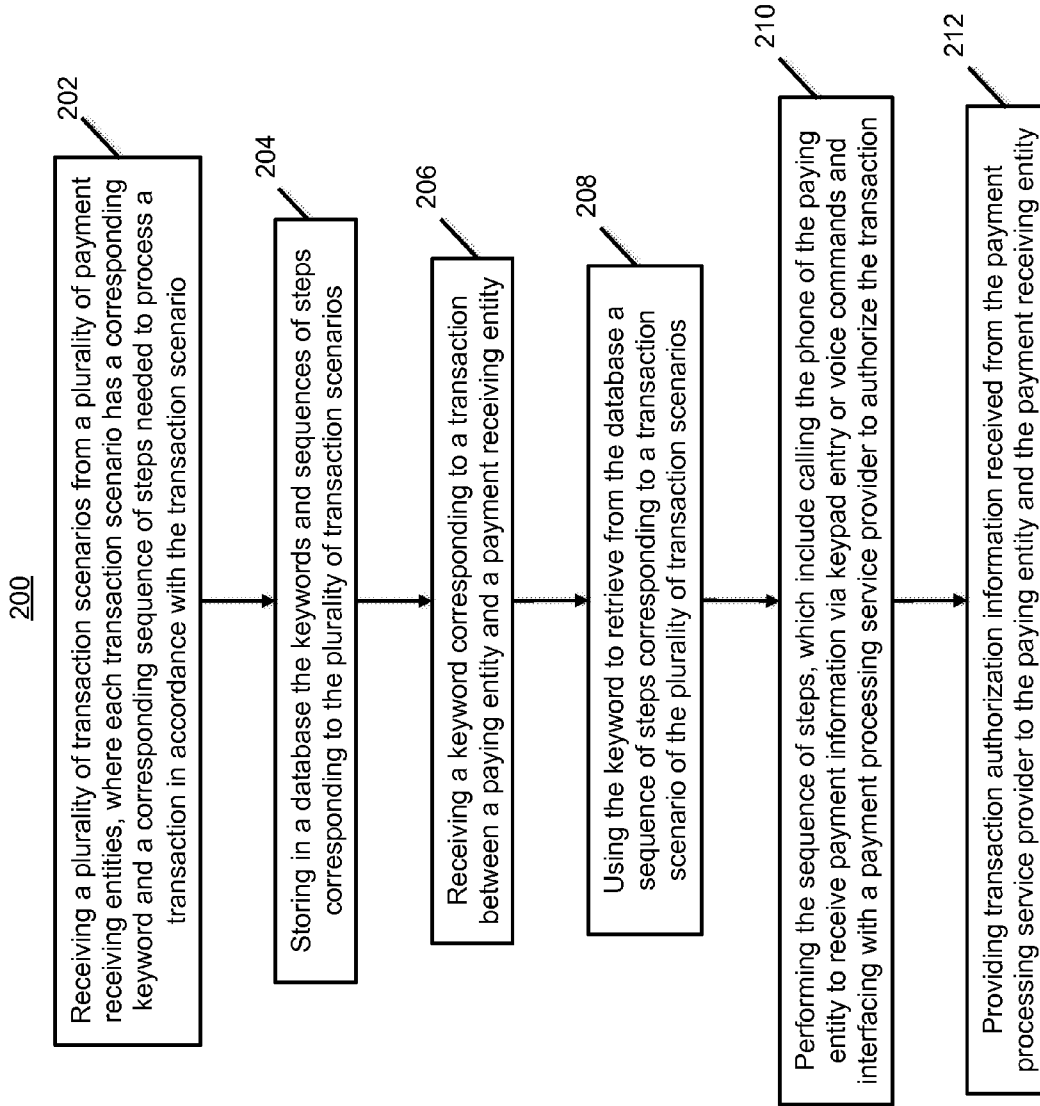 200
202
Receiving a plurality of transaction scenarios from a plurality of payment
receiving entities, where each transaction scenario has a corresponding
keyword and a corresponding sequence of steps needed to process a
transaction in accordance with the transaction scenario
204
Storing in a database the keywords and sequences of steps
corresponding to the plurality of transaction scenarios
206
Receiving a keyword corresponding to a transaction
between a paying entity and a payment receiving entity
208
Using the keyword to retrieve from the database a
sequence of steps corresponding to a transaction
scenario of the plurality of transaction scenarios
210
Performing the sequence of steps, which include calling the phone of the paying
entity to receive payment information via keypad entry or voice commands and
interfacing with a payment processing service provider to authorize the transaction
212
Providing transaction authorization information received from the payment
processing service provider to the paying entity and the payment receiving entity